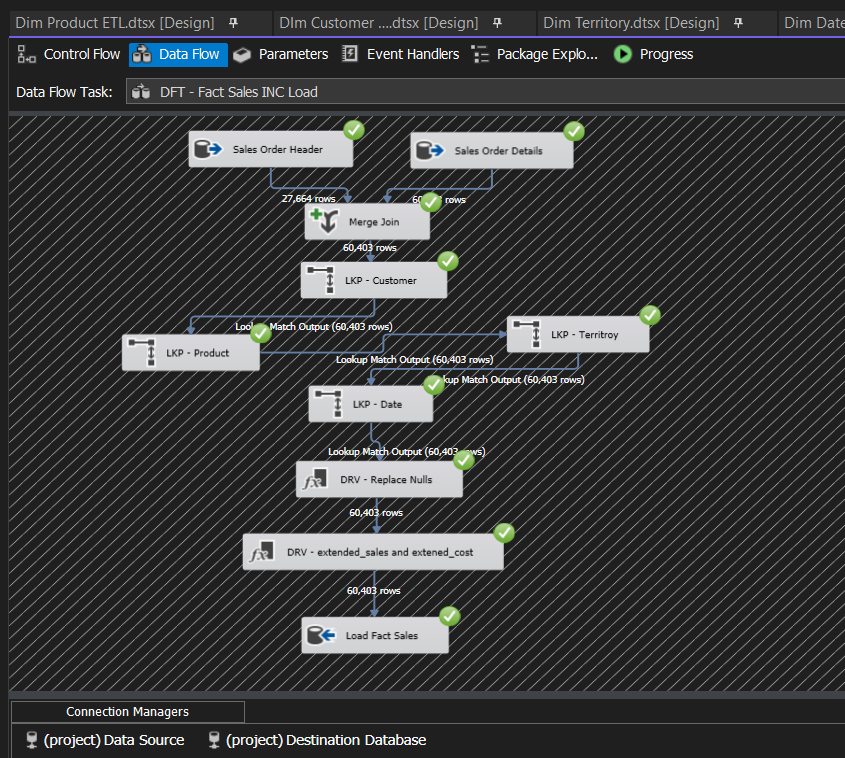 Dim Product ETL.dtsx [Design] DIm Customer ....dtsx [Design] Dim Territory.dtsx [Design] Dim Date
Control Flow Data Flow Parameters Event Handlers Package Explo... Progress
Data Flow Task: DFT - Fact Sales INC Load
Sales Order Header Sales Order Details
27,664 rows rows
Merge Join
60,403 rows
LKP - Customer
Match Output (60,403 rows)
LKP - Product
LKP - Territroy
Lookup Match Output (60,403 rows)
kup Match Output (60,403 rows)
LKP - Date
Lookup Match Output (60,403 ows)
DRV - Replace Nulls
60,403 rows
DRV - extended_sales and extened_cost
60,403 rows
Load Fact Sales
Connection Managers
(project) Data Source (project) Destination Database